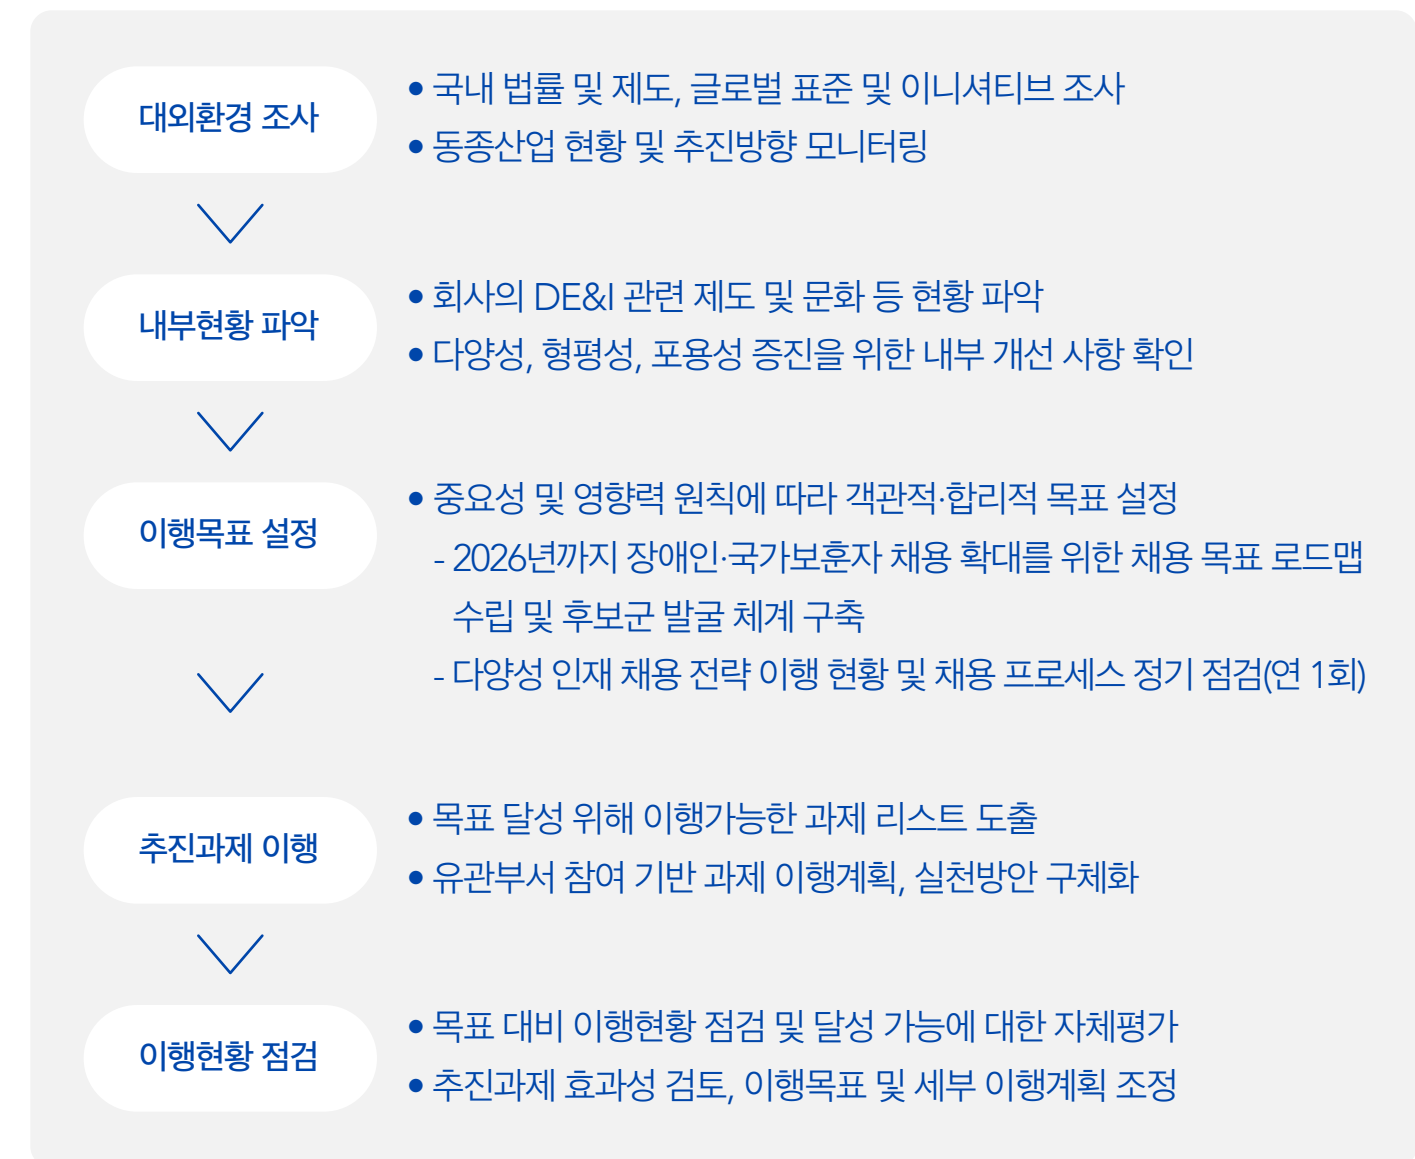 대외환경 조사
• 국내 법률 및 제도, 글로벌 표준 및 이니셔티브 조사
• 동종산업 현황 및 추진방향 모니터링
내부현황 파악
• 회사의 DE&I 관련 제도 및 문화 등 현황 파악
• 다양성, 형평성, 포용성 증진을 위한 내부 개선 사항 확인
이행목표 설정
• 중요성 및 영향력 원칙에 따라 객관적·합리적 목표 설정
- 2026년까지 장애인·국가보훈자 채용 확대를 위한 채용 목표 로드맵
수립 및 후보군 발굴 체계 구축
- 다양성 인재 채용 전략 이행 현황 및 채용 프로세스 정기 점검(연 1회)
추진과제 이행
• 목표 달성 위해 이행가능한 과제 리스트 도출
• 유관부서 참여 기반 과제 이행계획, 실천방안 구체화
이행현황 점검
• 목표 대비 이행현황 점검 및 달성 가능에 대한 자체평가
• 추진과제 효과성 검토, 이행목표 및 세부 이행계획 조정